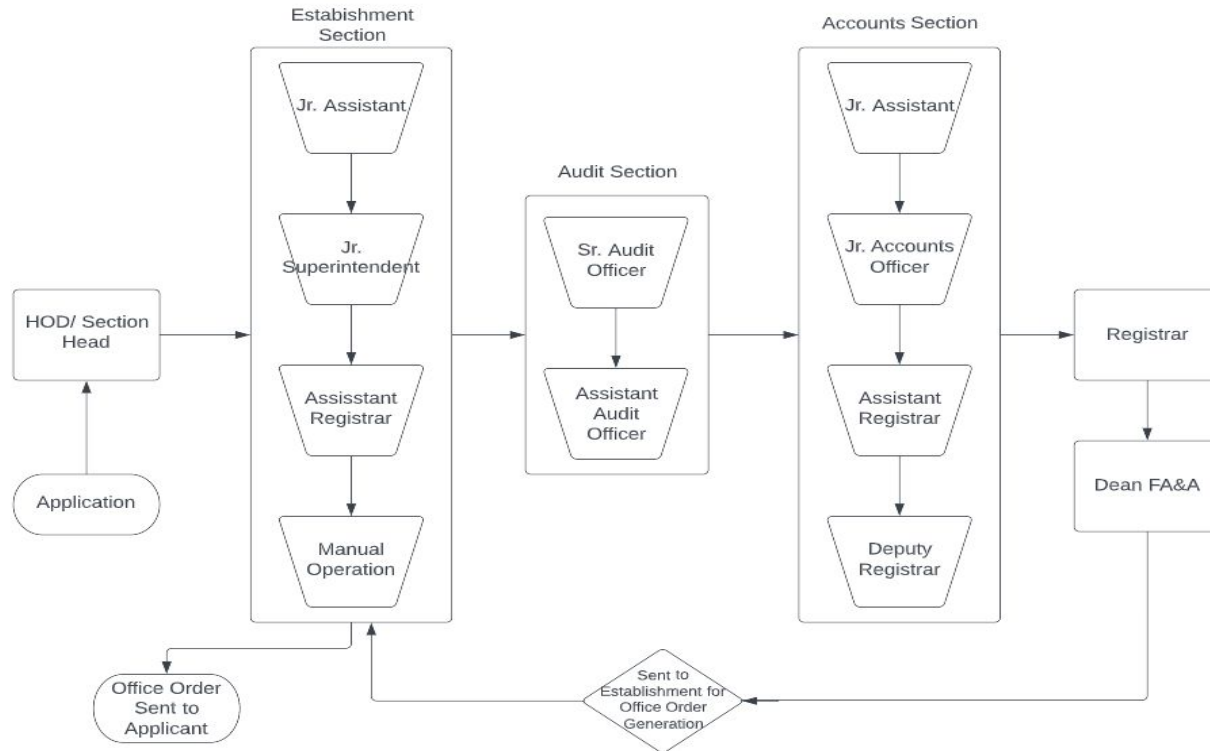 Estabishment
Section
Jr. Assistant
Jr.
Superintendent
Assisstant
Registrar
Manual
Operation
HOD/ Section
Head
Application
Office Order
Sent to
Applicant
Audit Section
Sr. Audit
Officer
Assistant
Audit
Officer
Accounts Section
Jr. Assistant
Jr. Accounts
Officer
Assistant
Registrar
Deputy
Registrar
Registrar
Dean FA&A
Sent to
Establishment for
Office Order
Generation